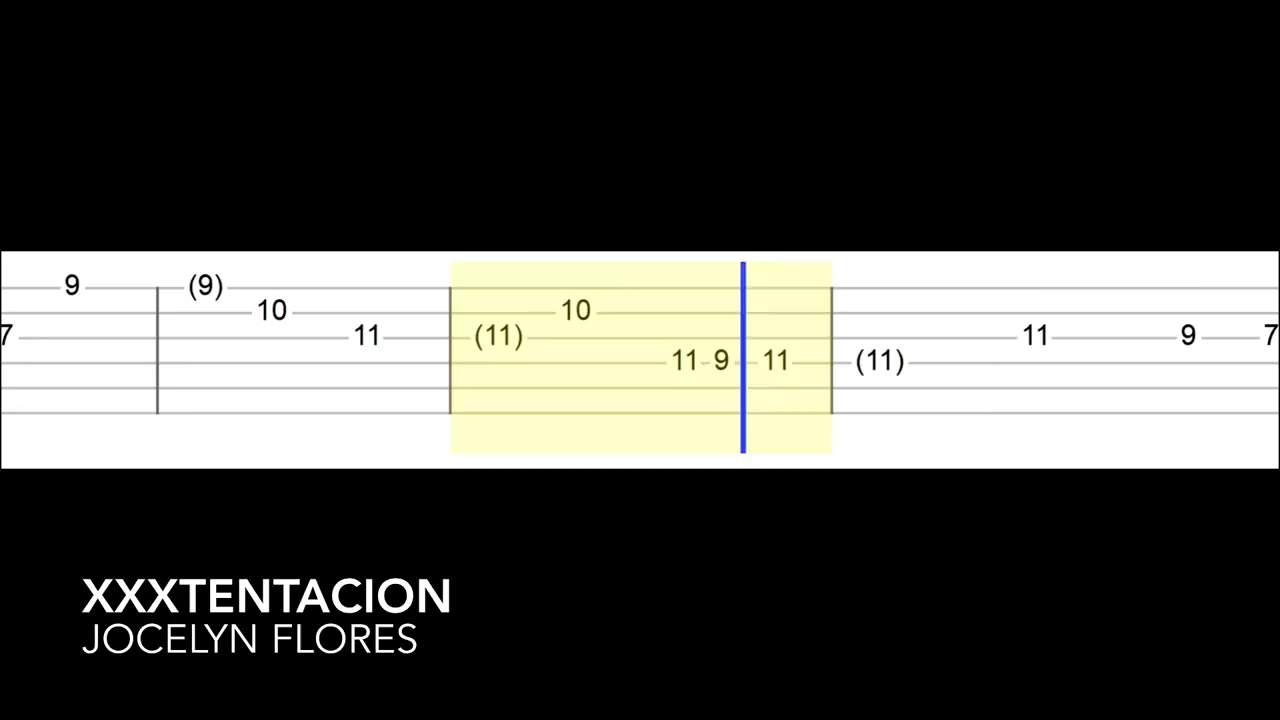 9 (9)
10 10
7 11 (11) 11 9 7
11 9 11 (11)
XXXTENTACION
JOCELYN FLORES